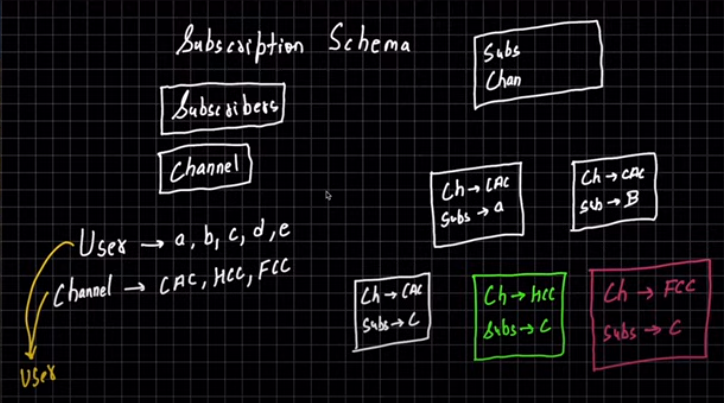 Subscription Schema
Subscribers
Channel
Subs
Chan
User → a, b, c, d, e
Channel → CAC, HCC, FCC
User
Ch → CAC
Subs → a
Ch → CAC
Sub → B
Ch → CAC
Subs → C
Ch → HCC
Subs → C
Ch → FCC
Subs → C